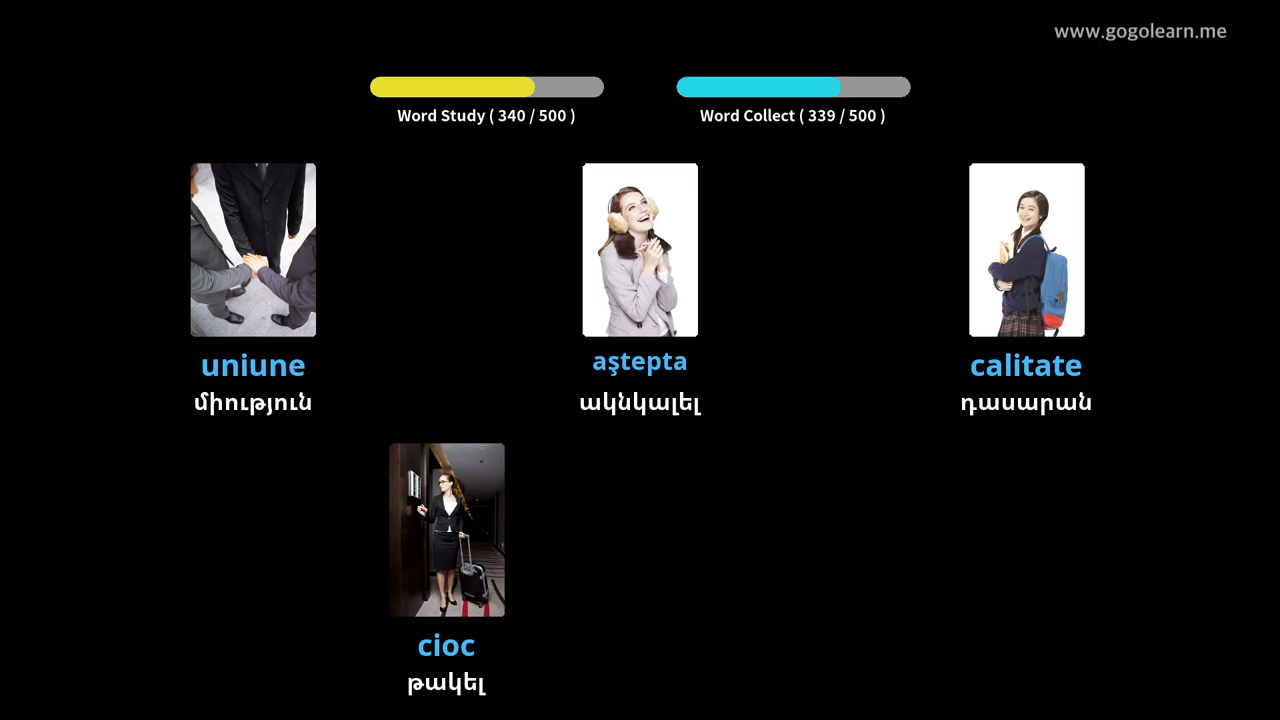 www.gogolearn.me
Word Study ( 340 / 500 )
Word Collect ( 339 / 500 )
uniune
միություն
aştepta
ակնկալել
calitate
դասարան
cioc
թակել